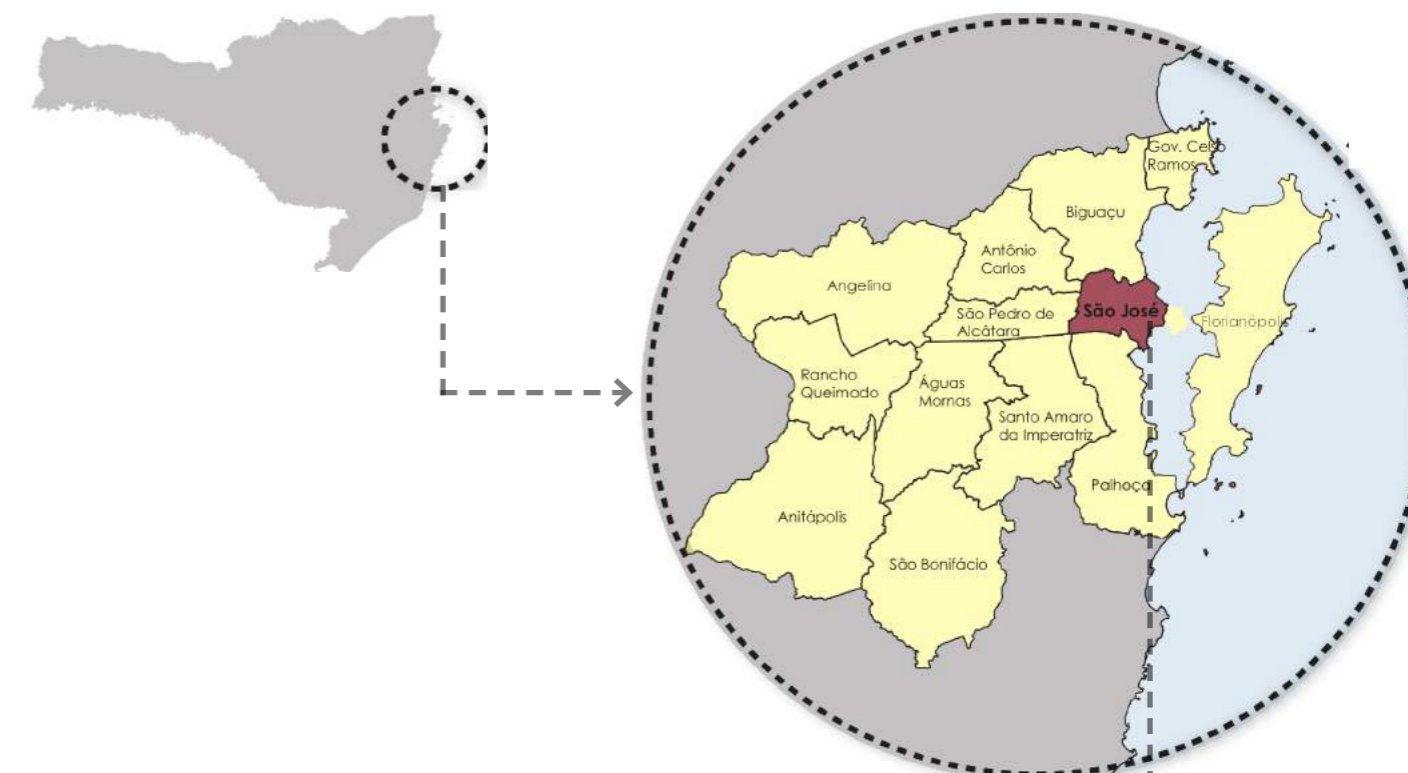 Gov. Celso
Ramos
Biguaçu
Antônio
Carlos
Angelina
São Pedro de
Alcâtara
São José
Florianópolis
Rancho
Queimado
Águas
Mornas
Santo Amaro
da Imperatriz
Palhoça
Anitápolis
São Bonifácio